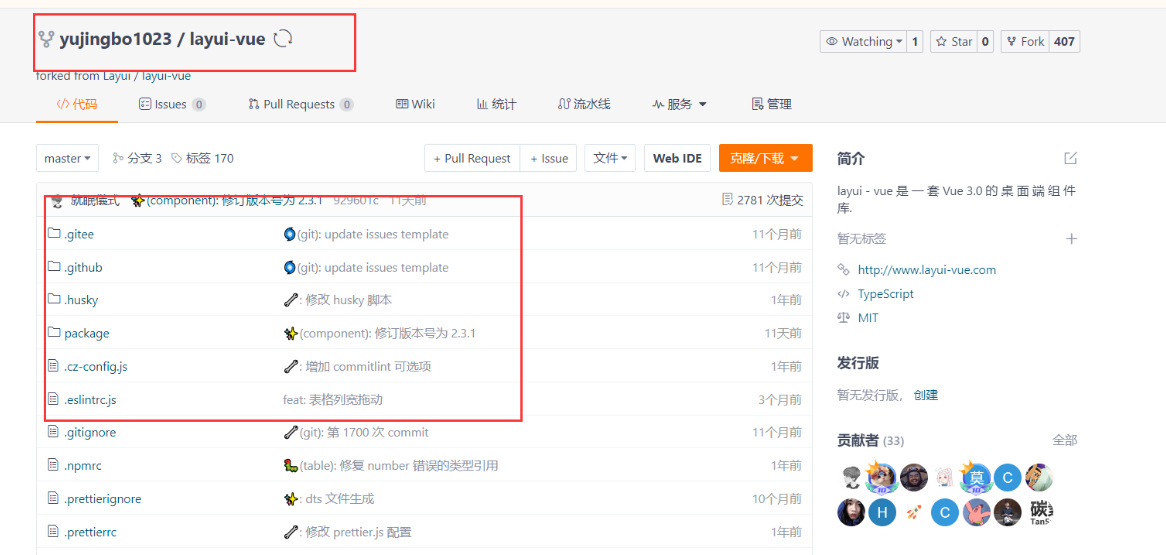 yujingbo1023 / layui-vue
Watching 1 Star 0 Fork 407
forked from Layui / layui-vue
代码 Issues 0 Pull Requests 0 Wiki 统计 流水线 服务 管理
master 分支 3 标签 170 + Pull Request + Issue 文件 Web IDE 克隆/下载
就眠儀式 (component): 修订版本号为 2.3.1 929601c 11天前 2781 次提交
.gitee (git): update issues template 11个月前
.github (git): update issues template 11个月前
.husky : 修改 husky 脚本 1年前
package (component): 修订版本号为 2.3.1 11天前
.cz-config.js : 增加 commitlint 可选项 1年前
.eslintrc.js feat: 表格列宽拖动 3个月前
.gitignore (git): 第 1700 次 commit 11个月前
.npmrc (table): 修复 number 错误的类型引用 1年前
.prettierignore : dts 文件生成 10个月前
.prettierrc : 修改 prettier.js 配置 1年前
简介
layui - vue 是 一 套 Vue 3.0 的 桌 面 端 组 件
库.
暂无标签
http://www.layui-vue.com
TypeScript
MIT
发行版
暂无发行版， 创建
贡献者 (33) 全部
莫 C
H C 碳